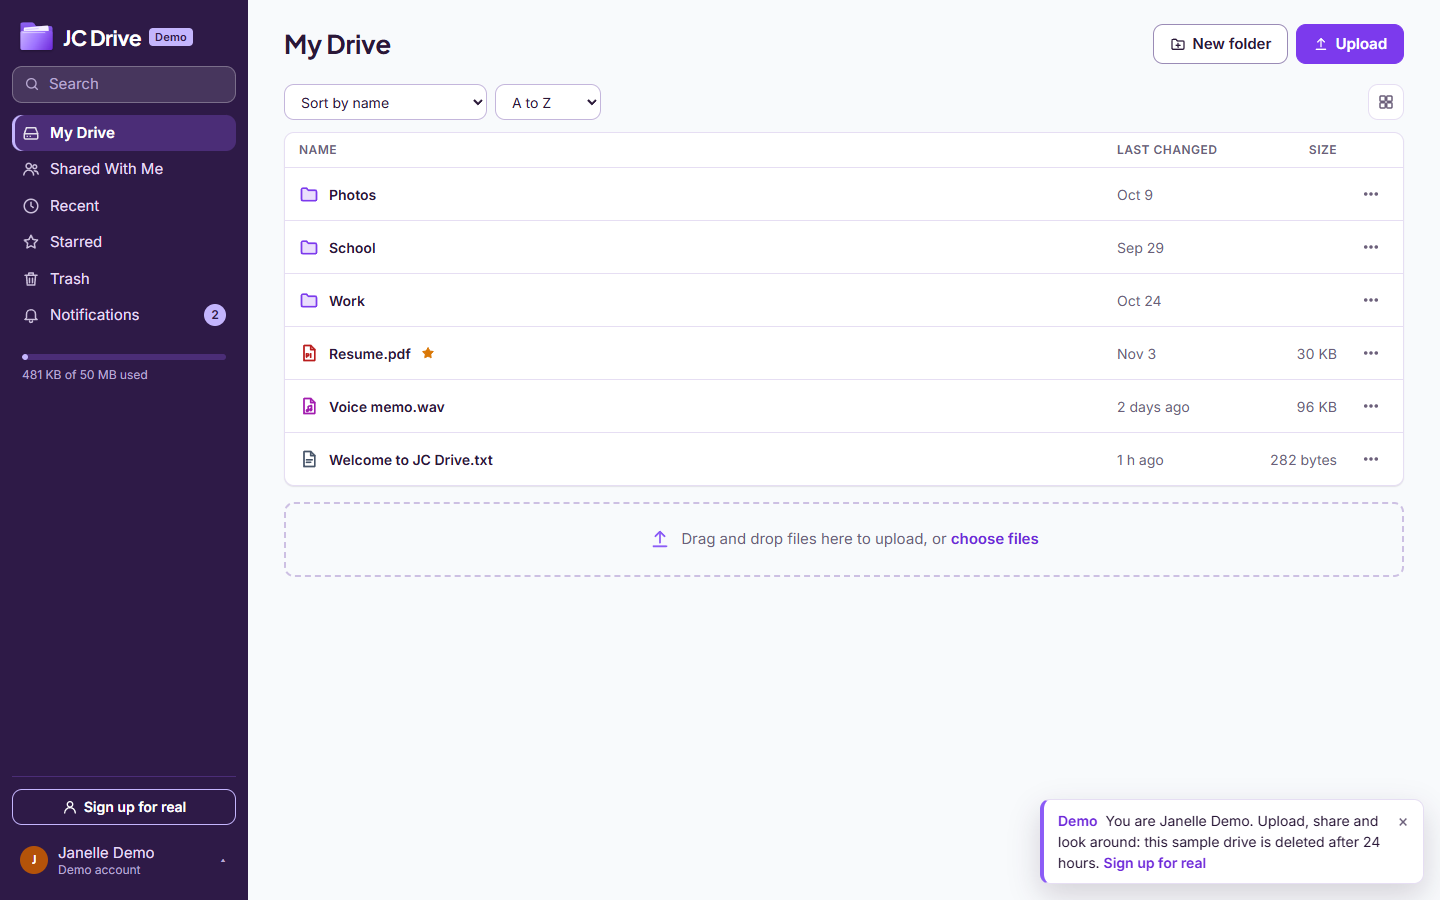 JC Drive Demo
Search
My Drive
Shared With Me
Recent
Starred
Trash
Notifications 2
481 KB of 50 MB used
Sign up for real
J Janelle Demo
Demo account
My Drive
New folder
Upload
Sort by name
A to Z
NAME LAST CHANGED SIZE
Photos Oct 9
School Sep 29
Work Oct 24
Resume.pdf Nov 3 30 KB
Voice memo.wav 2 days ago 96 KB
Welcome to JC Drive.txt 1 h ago 282 bytes
Drag and drop files here to upload, or choose files
Demo You are Janelle Demo. Upload, share and
look around: this sample drive is deleted after 24
hours. Sign up for real